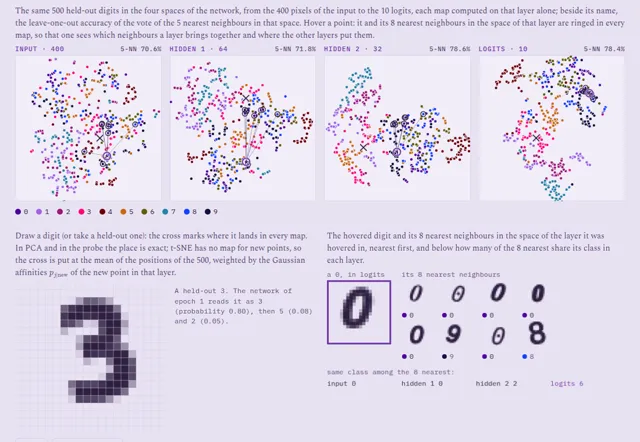 The same 500 held-out digits in the four spaces of the network, from the 400 pixels of the input to the 10 logits, each map computed on that layer alone; beside its name,
the leave-one-out accuracy of the vote of the 5 nearest neighbours in that space. Hover a point: it and its 8 nearest neighbours in the space of that layer are ringed in every
map, so that one sees which neighbours a layer brings together and where the other layers put them.
INPUT · 400 5-NN 70.6% HIDDEN 1 · 64 5-NN 71.8% HIDDEN 2 · 32 5-NN 78.6% LOGITS · 10 5-NN 78.4%
0 1 2 3 4 5 6 7 8 9
Draw a digit (or take a held-out one): the cross marks where it lands in every map.
In PCA and in the probe the place is exact; t-SNE has no map for new points, so
the cross is put at the mean of the positions of the 500, weighted by the Gaussian
affinities of the new point in that layer.
A held-out 3. The network of
epoch 1 reads it as 3
(probability 0.80), then 5 (0.08)
and 2 (0.05).
The hovered digit and its 8 nearest neighbours in the space of the layer it was
hovered in, nearest first, and below how many of the 8 nearest share its class in
each layer.
a 0, in logits its 8 nearest neighbours
0 0 0 0
0 9 0 8
same class among the 8 nearest:
input 0 hidden 1 0 hidden 2 2 logits 6